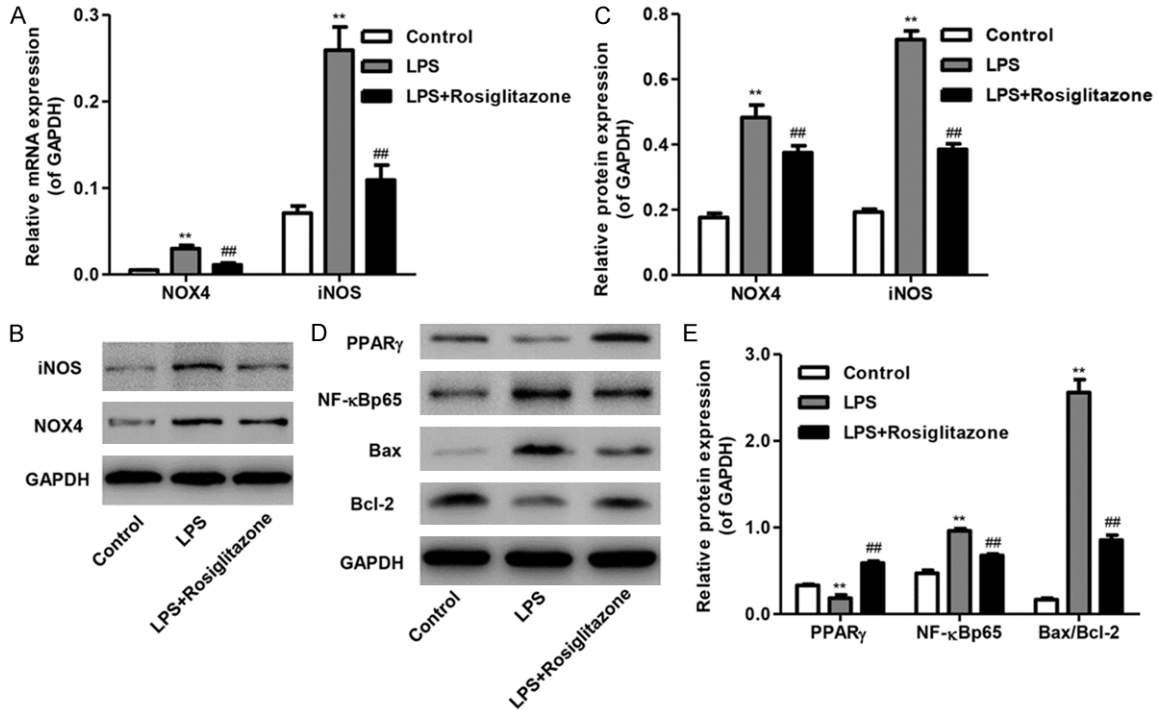 A
Relative mRNA expression
(of GAPDH)
0.3
0.2
0.1
0.0
**
##
**
##
NOX4
iNOS
Control
LPS
LPS+Rosiglitazone
C
Relative protein expression
(of GAPDH)
0.8
0.6
0.4
0.2
0.0
**
##
**
##
NOX4
iNOS
Control
LPS
LPS+Rosiglitazone
B
iNOS
NOX4
GAPDH
Control
LPS
LPS+Rosiglitazone
D
PPARγ
NF-κBp65
Bax
Bcl-2
GAPDH
Control
LPS
LPS+Rosiglitazone
E
Relative protein expression
(of GAPDH)
3.0
2.0
1.0
0.0
Control
LPS
LPS+Rosiglitazone
**
##
**
##
**
##
PPARγ
NF-κBp65
Bax/Bcl-2